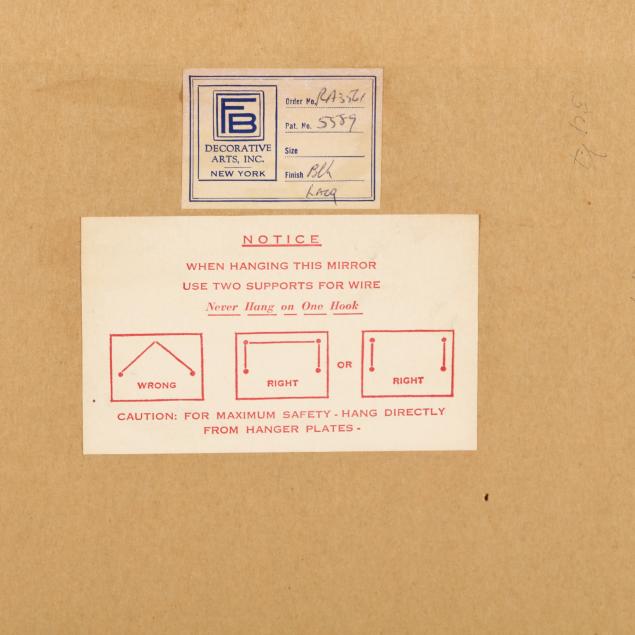 FB
DECORATIVE
ARTS, INC.
NEW YORK
Order No. RA3561
Pat. No. 5589
Size
Finish Blk
Lacq
NOTICE
WHEN HANGING THIS MIRROR
USE TWO SUPPORTS FOR WIRE
Never Hang on One Hook
WRONG
RIGHT
OR
RIGHT
CAUTION: FOR MAXIMUM SAFETY - HANG DIRECTLY
FROM HANGER PLATES -